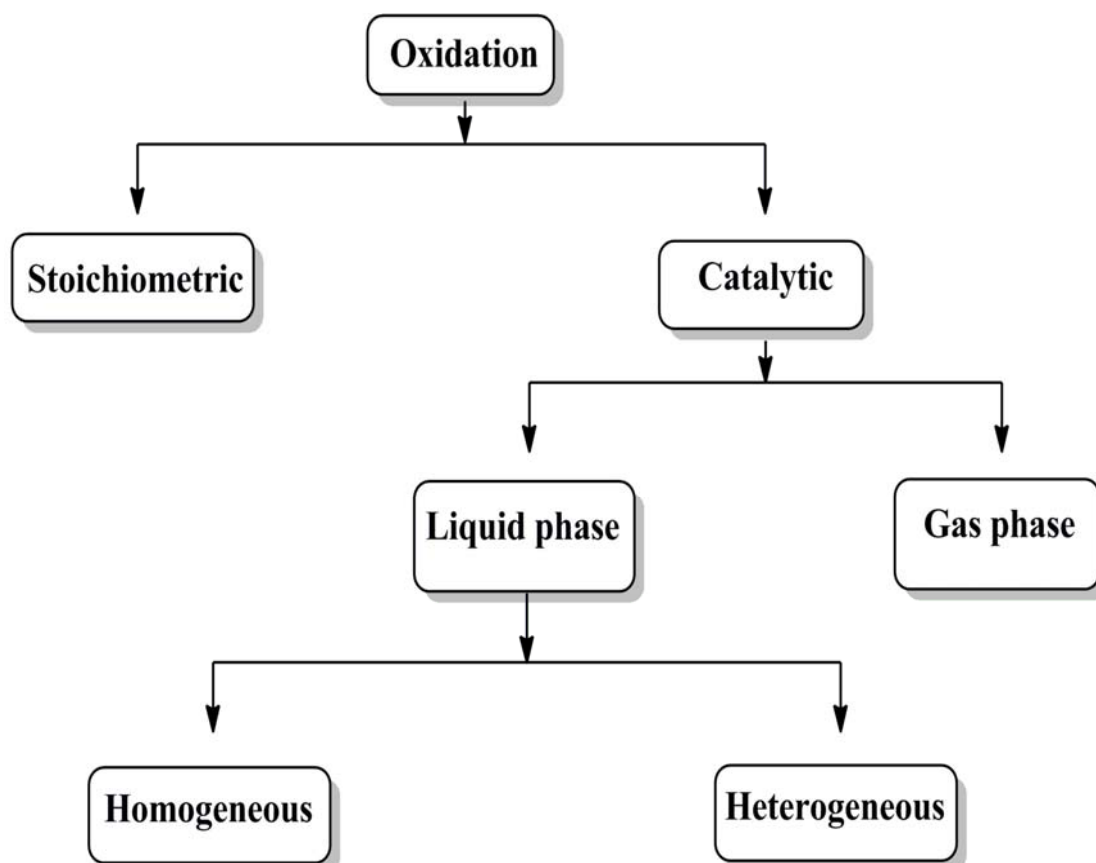 Oxidation
Stoichiometric
Catalytic
Liquid phase
Gas phase
Homogeneous
Heterogeneous